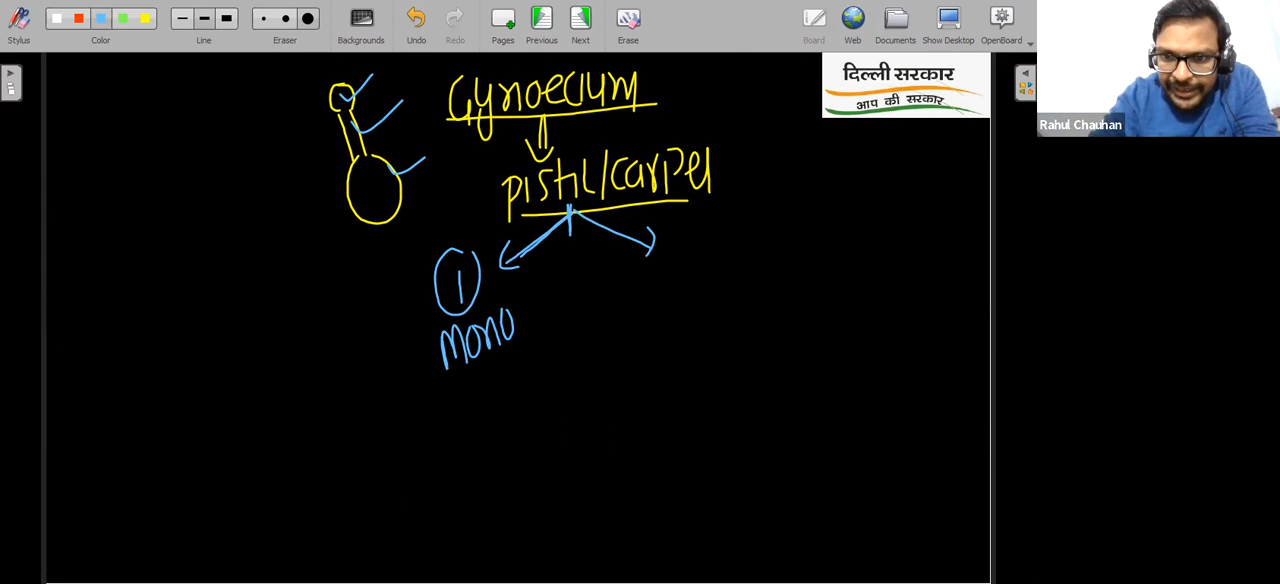 Stylus
Color
Line
Eraser
Backgrounds
Undo
Redo
Pages
Previous
Next
Erase
Board
Web
Documents
Show Desktop
OpenBoard
Rahul Chauhan
दिल्ली सरकार
आप की सरकार
Gynoecium
pistil/carpel
1
mono